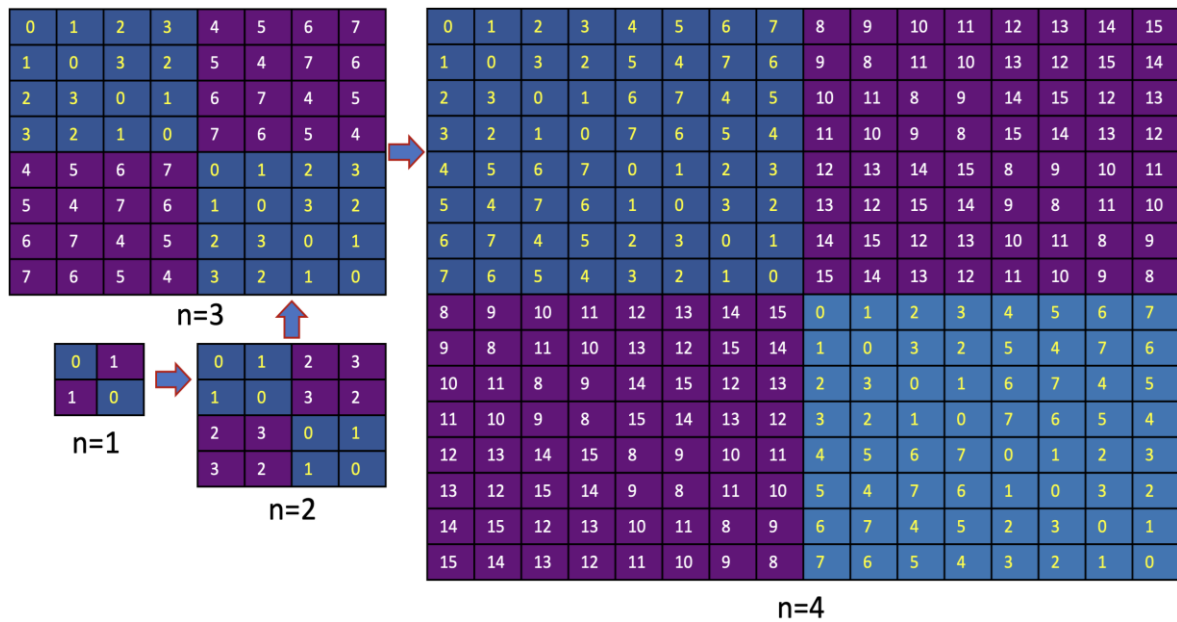 0 1 2 3 4 5 6 7
1 0 3 2 5 4 7 6
2 3 0 1 6 7 4 5
3 2 1 0 7 6 5 4
4 5 6 7 0 1 2 3
5 4 7 6 1 0 3 2
6 7 4 5 2 3 0 1
7 6 5 4 3 2 1 0
n=3
0 1
1 0
n=1
0 1 2 3
1 0 3 2
2 3 0 1
3 2 1 0
n=2
0 1 2 3 4 5 6 7 8 9 10 11 12 13 14 15
1 0 3 2 5 4 7 6 9 8 11 10 13 12 15 14
2 3 0 1 6 7 4 5 10 11 8 9 14 15 12 13
3 2 1 0 7 6 5 4 11 10 9 8 15 14 13 12
4 5 6 7 0 1 2 3 12 13 14 15 8 9 10 11
5 4 7 6 1 0 3 2 13 12 15 14 9 8 11 10
6 7 4 5 2 3 0 1 14 15 12 13 10 11 8 9
7 6 5 4 3 2 1 0 15 14 13 12 11 10 9 8
8 9 10 11 12 13 14 15 0 1 2 3 4 5 6 7
9 8 11 10 13 12 15 14 1 0 3 2 5 4 7 6
10 11 8 9 14 15 12 13 2 3 0 1 6 7 4 5
11 10 9 8 15 14 13 12 3 2 1 0 7 6 5 4
12 13 14 15 8 9 10 11 4 5 6 7 0 1 2 3
13 12 15 14 9 8 11 10 5 4 7 6 1 0 3 2
14 15 12 13 10 11 8 9 6 7 4 5 2 3 0 1
15 14 13 12 11 10 9 8 7 6 5 4 3 2 1 0
n=4